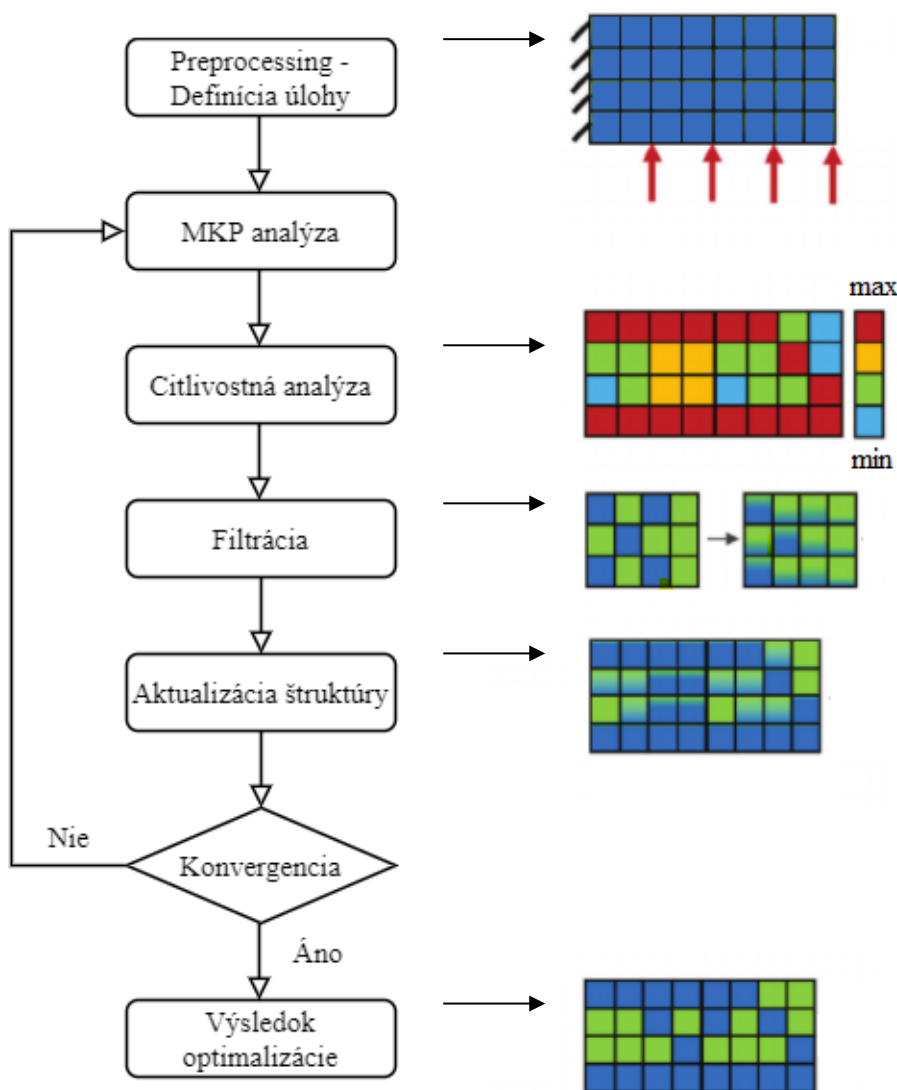 Preprocessing -
Definícia úlohy
MKP analýza
max
Citlivostná analýza
min
Filtrácia
Aktualizácia štruktúry
Nie
Konvergencia
Áno
Výsledok
optimalizácie